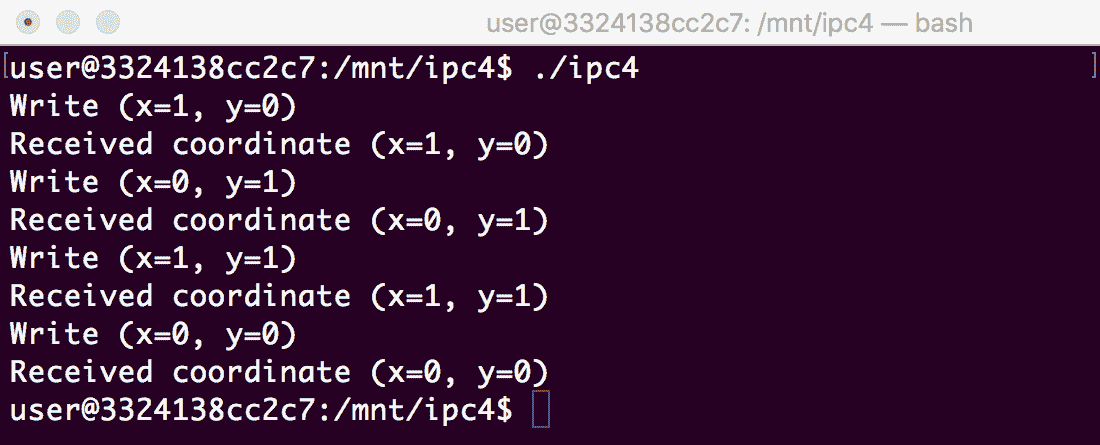 user@3324138cc2c7: /mnt/ipc4 — bash
user@3324138cc2c7:/mnt/ipc4$ ./ipc4
Write (x=1, y=0)
Received coordinate (x=1, y=0)
Write (x=0, y=1)
Received coordinate (x=0, y=1)
Write (x=1, y=1)
Received coordinate (x=1, y=1)
Write (x=0, y=0)
Received coordinate (x=0, y=0)
user@3324138cc2c7:/mnt/ipc4$